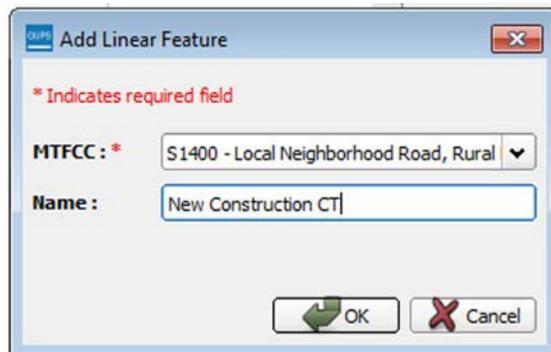 GUPS Add Linear Feature
* Indicates required field
MTFCC : * S1400 - Local Neighborhood Road, Rural
Name : New Construction CT
OK Cancel